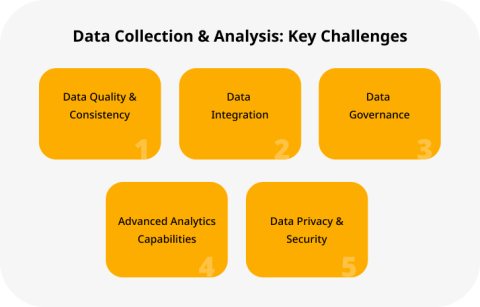 Data Collection & Analysis: Key Challenges
Data Quality &
Consistency
1
Data
Integration
2
Data
Governance
3
Advanced Analytics
Capabilities
4
Data Privacy &
Security
5